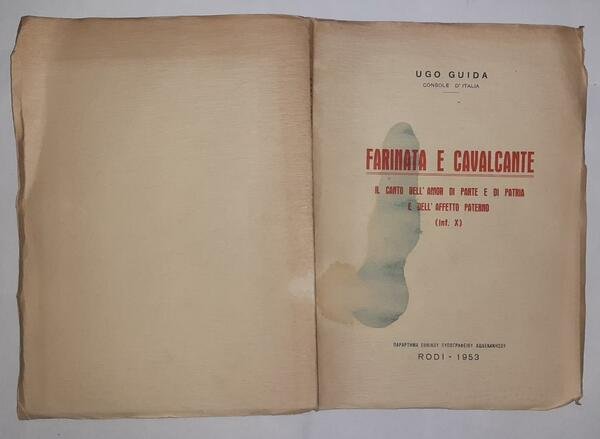 UGO GUIDA
CONSOLE D'ITALIA
FARINATA E CAVALCANTE
IL CANTO DELL'AMOR DI PARTE E DI PATRIA
E DELL'AFFETTO PATERNO
(Inf. X)
ΠΑΡΑΡΤΗΜΑ ΕΘΝΙΚΟΥ ΤΥΠΟΓΡΑΦΕΙΟΥ ΔΩΔΕΚΑΝΗΣΟΥ
RODI - 1953